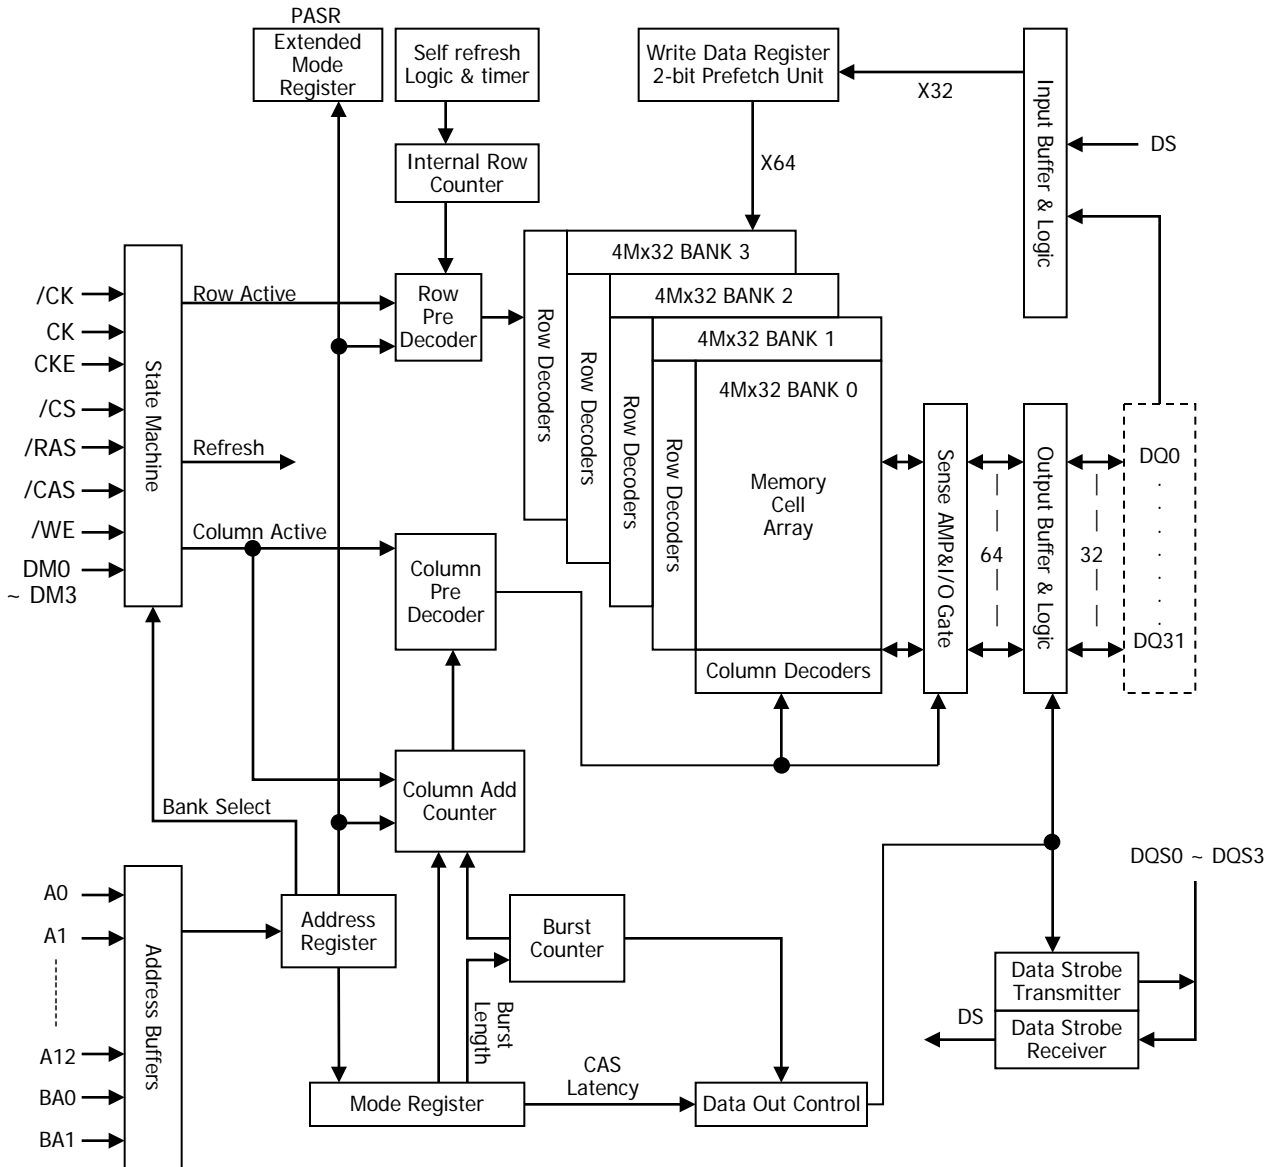 PASR
Extended
Mode
Register
Self refresh
Logic & timer
Write Data Register
2-bit Prefetch Unit
X32
Input Buffer & Logic
DS
Internal Row
Counter
X64
4Mx32 BANK 3
4Mx32 BANK 2
4Mx32 BANK 1
4Mx32 BANK 0
Row Decoders
Row Decoders
Row Decoders
Row Decoders
Memory
Cell
Array
Column Decoders
/CK
CK
CKE
/CS
/RAS
/CAS
/WE
DM0
~ DM3
State Machine
Row Active
Refresh
Column Active
Row
Pre
Decoder
Column
Pre
Decoder
Sense AMP&I/O Gate
64
Output Buffer & Logic
32
DQ0
DQ31
Bank Select
Column Add
Counter
A0
A1
A12
BA0
BA1
Address Buffers
Address
Register
Burst
Counter
Burst
Length
Mode Register
CAS
Latency
Data Out Control
DQS0 ~ DQS3
Data Strobe
Transmitter
Data Strobe
Receiver
DS